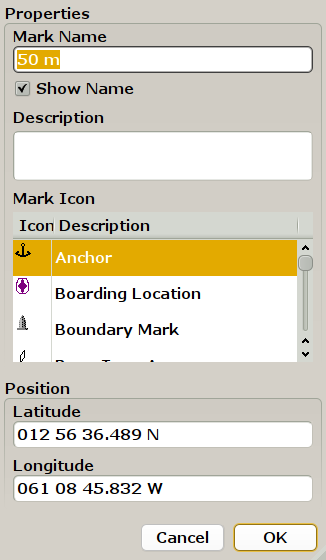 Properties
Mark Name
50 m
Show Name
Description
Mark Icon
Icon Description
Anchor
Boarding Location
Boundary Mark
Position
Latitude
012 56 36.489 N
Longitude
061 08 45.832 W
Cancel OK